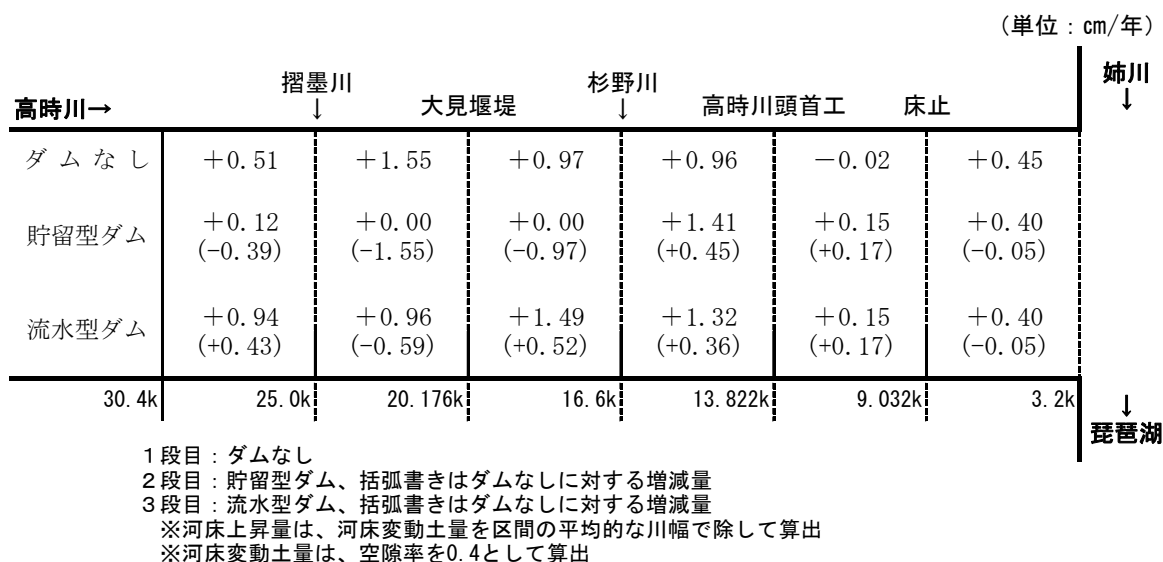 (単位：cm/年)
摺墨川 杉野川 姉川
高時川→ ↓ 大見堰堤 ↓ 高時川頭首工 床止 ↓
ダムなし +0.51 +1.55 +0.97 +0.96 −0.02 +0.45
+0.12 +0.00 +0.00 +1.41 +0.15 +0.40
貯留型ダム
(-0.39) (-1.55) (-0.97) (+0.45) (+0.17) (-0.05)
+0.94 +0.96 +1.49 +1.32 +0.15 +0.40
流水型ダム
(+0.43) (-0.59) (+0.52) (+0.36) (+0.17) (-0.05)
30.4k 25.0k 20.176k 16.6k 13.822k 9.032k 3.2k ↓
琵琶湖
1段目：ダムなし
2段目：貯留型ダム、括弧書きはダムなしに対する増減量
3段目：流水型ダム、括弧書きはダムなしに対する増減量
※河床上昇量は、河床変動土量を区間の平均的な川幅で除して算出
※河床変動土量は、空隙率を0.4として算出